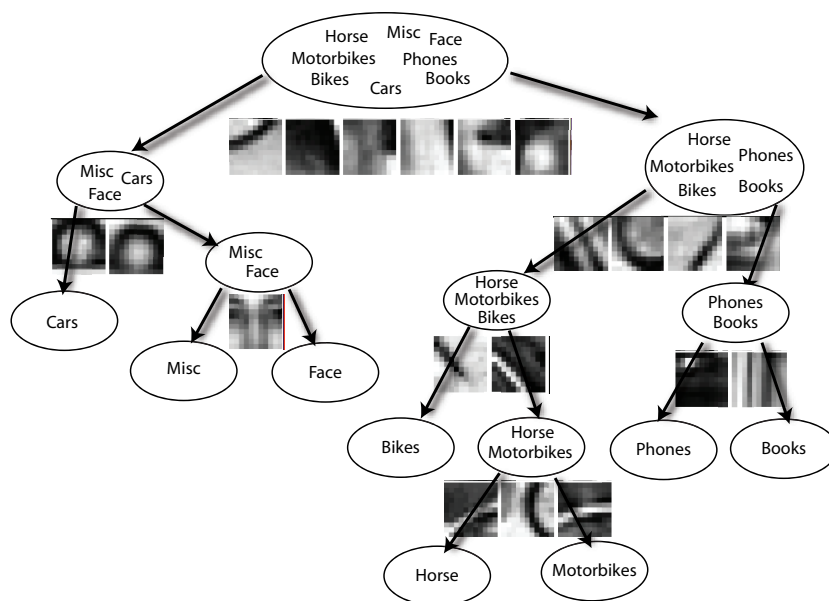 Horse Misc Face
Motorbikes Phones
Bikes Cars Books
Misc Cars
Face
Horse Phones
Motorbikes
Bikes Books
Misc
Face
Horse
Motorbikes
Bikes
Phones
Books
Cars
Misc
Face
Bikes
Horse
Motorbikes
Phones
Books
Horse
Motorbikes